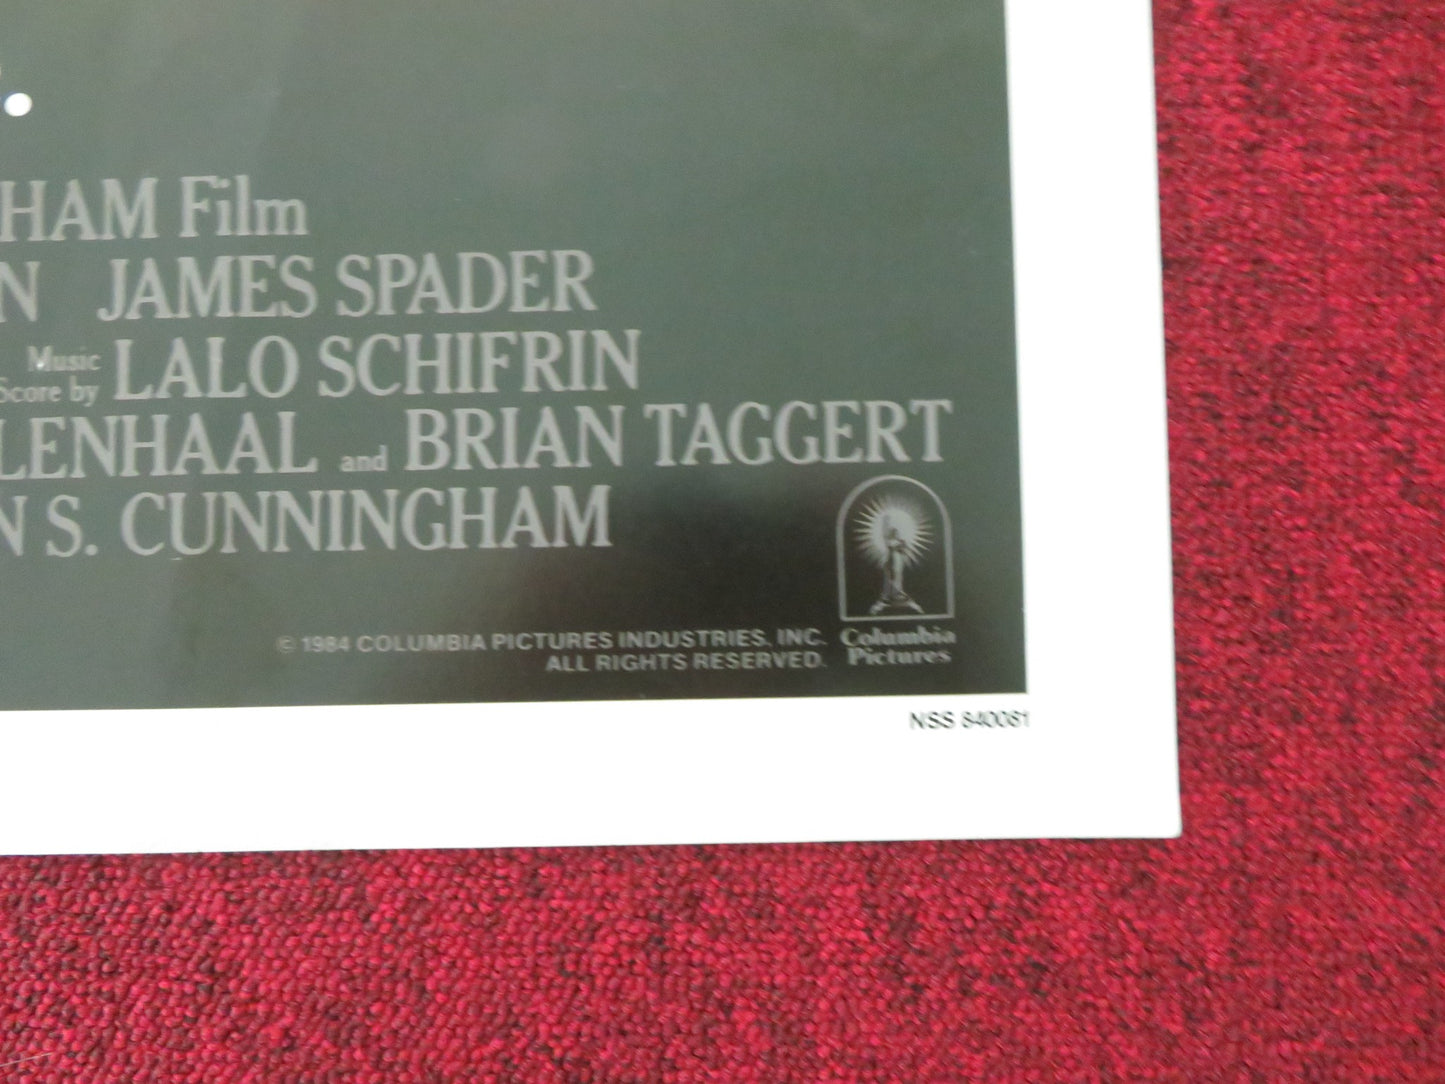 HAM Film
N JAMES SPADER
Music
Score by LALO SCHIFRIN
LENHAAL and BRIAN TAGGERT
N S. CUNNINGHAM
© 1984 COLUMBIA PICTURES INDUSTRIES, INC.
ALL RIGHTS RESERVED.
Columbia
Pictures
NSS 840081